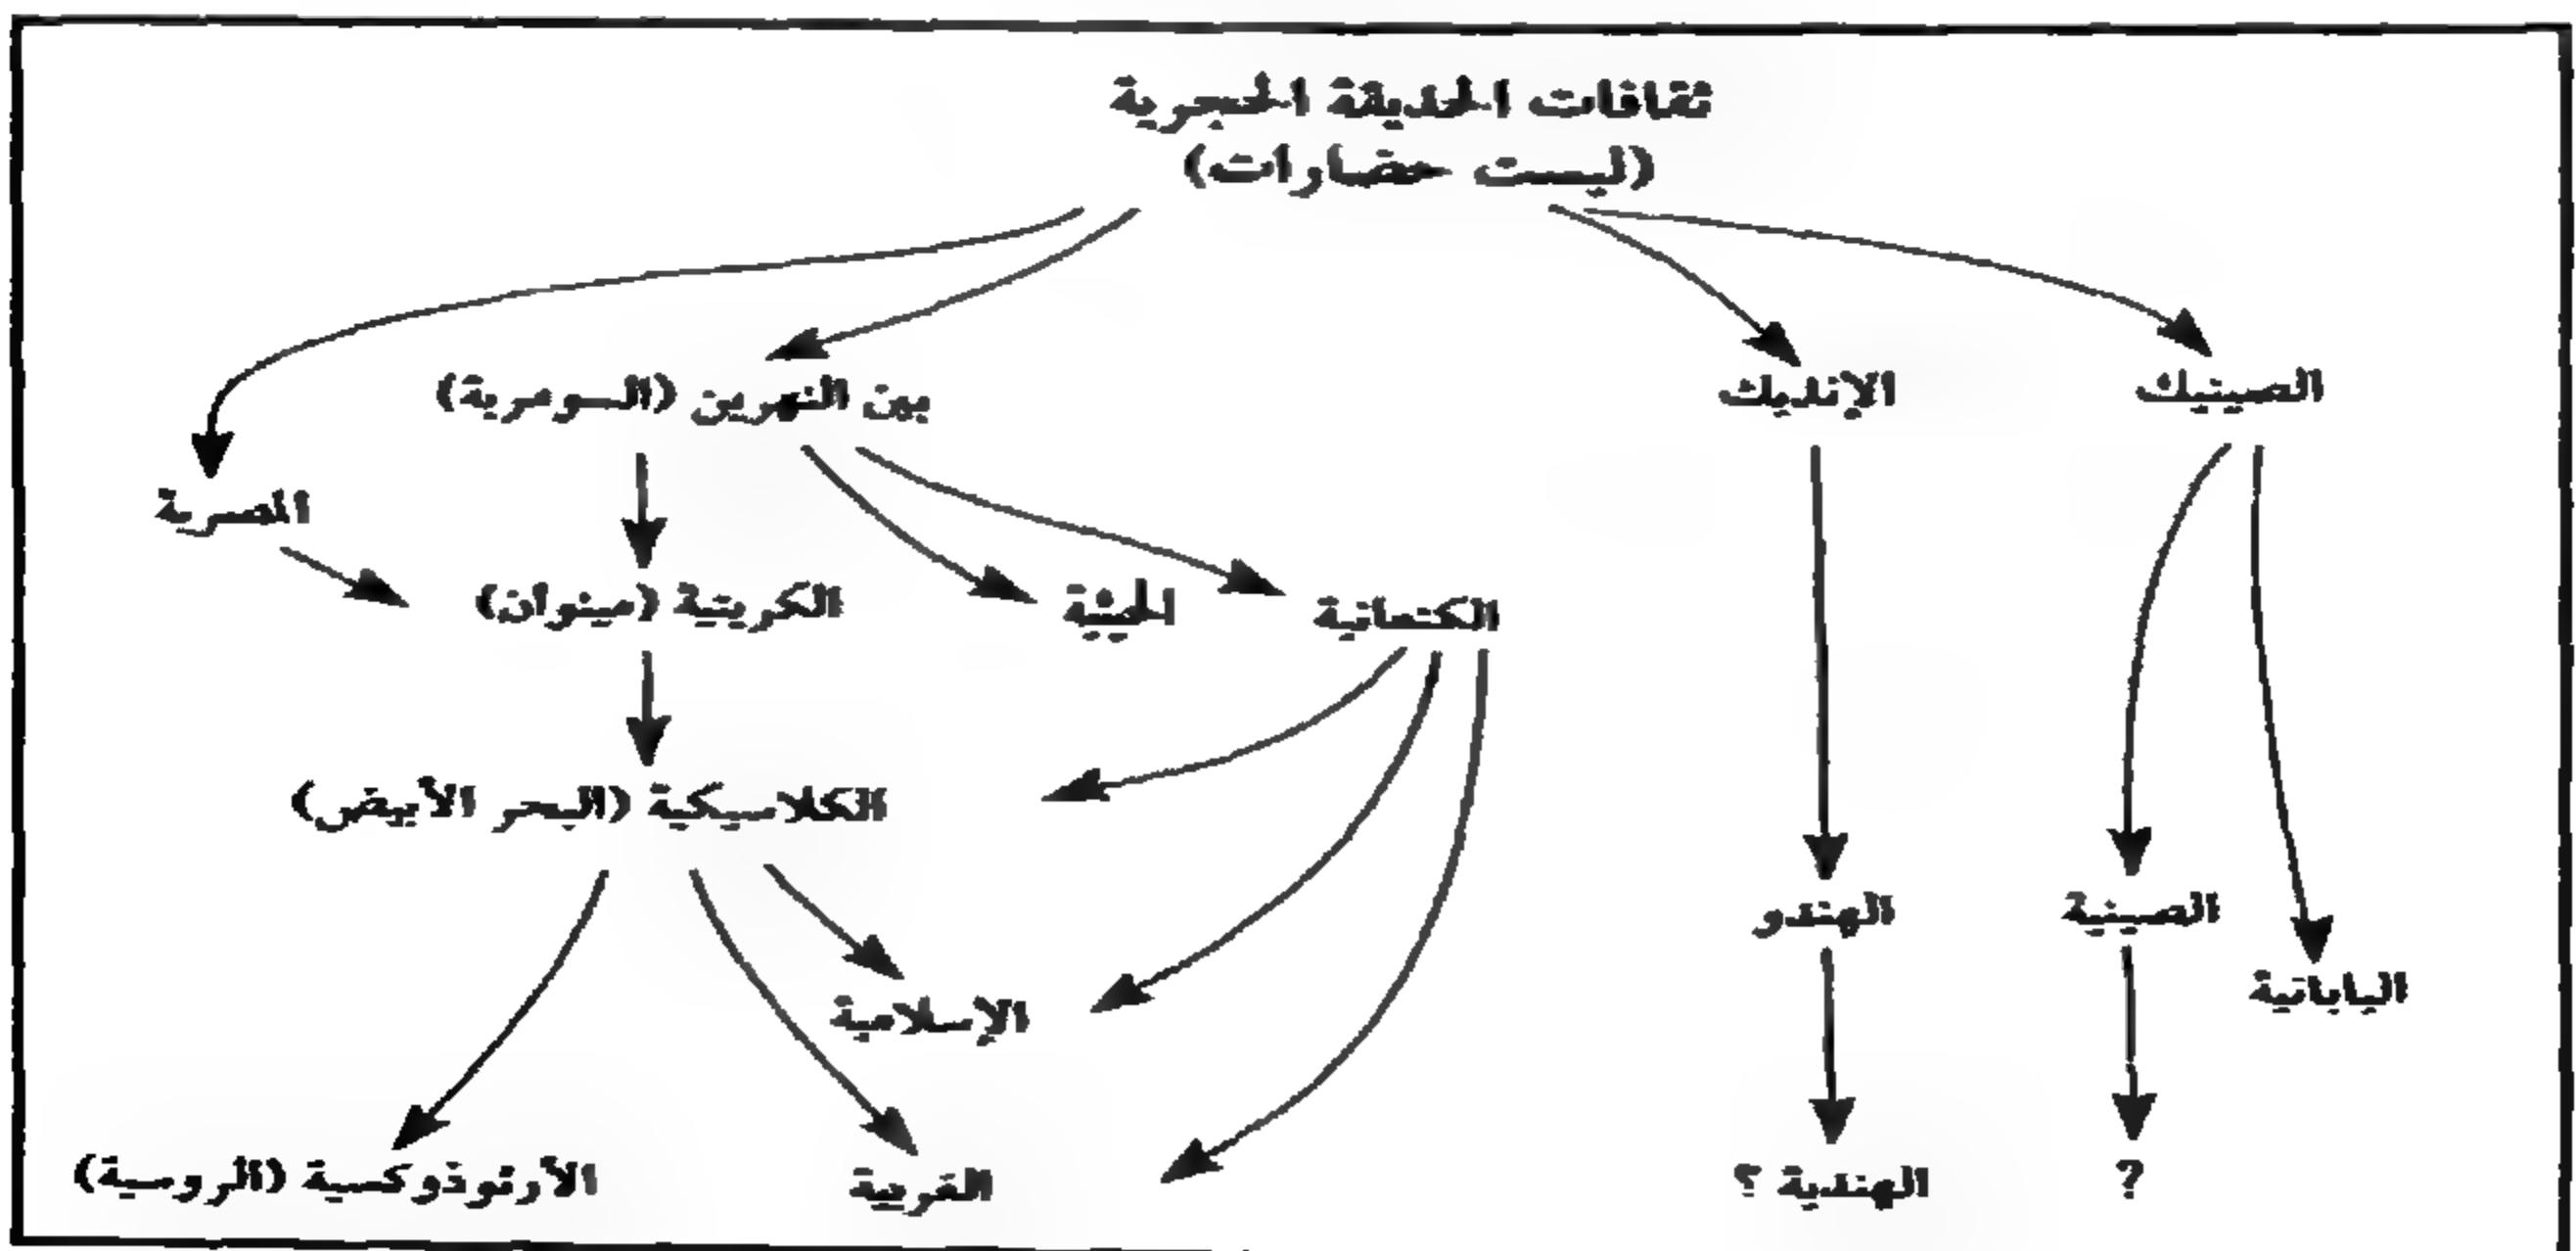 ثقافات الحديقة الحجرية
(ليست حضارات)
الصينيك
الإنديك
بين النهرين (السومرية)
المصرية
الكنعانية
الحيثية
الكريتية (مينوان)
الكلاسيكية (البحر الأبيض)
الصينية
الهندو
اليابانية
الإسلامية
?
الهندية ؟
الغربية
الأرثوذوكسية (الروسية)